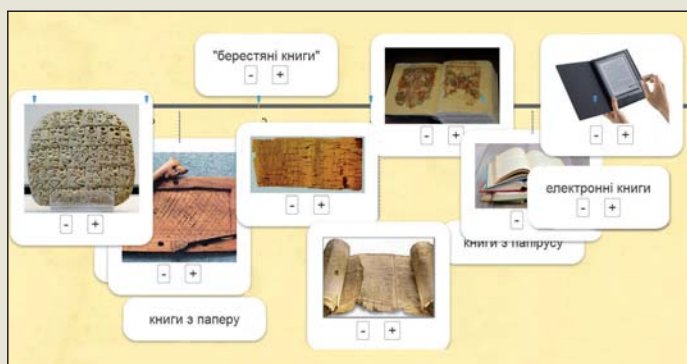 "берестяні книги"
- +
- +
- +
- +
- +
-
електронні книги
- +
книги з папірусу
- +
- +
книги з паперу